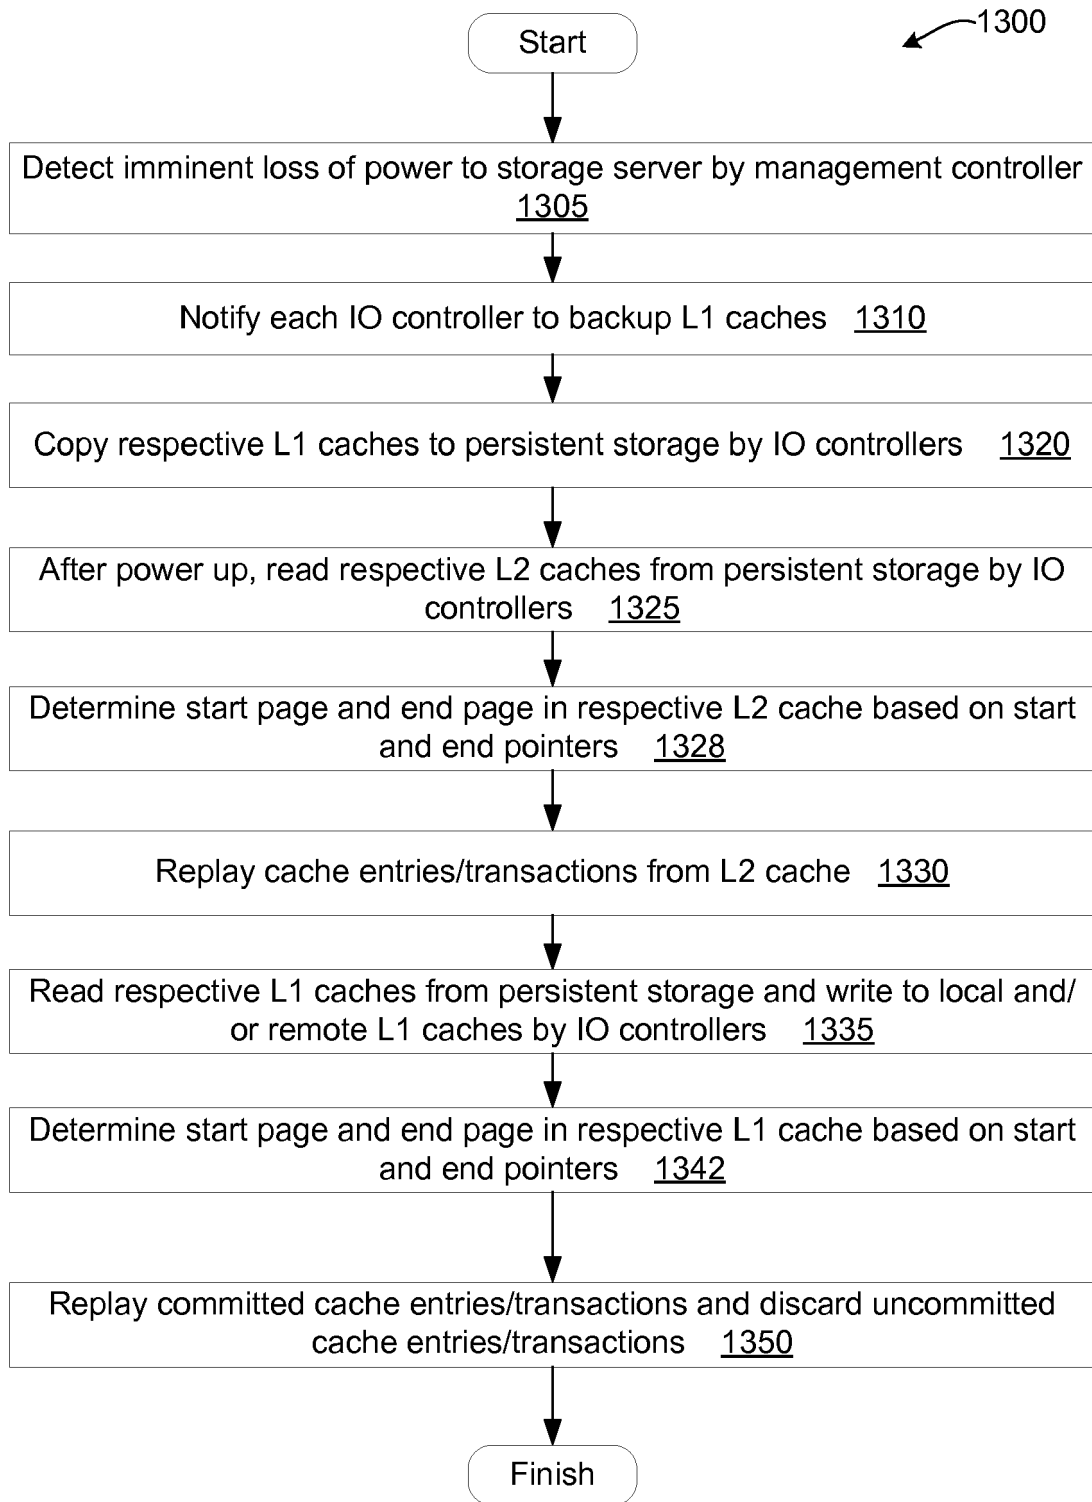 Start
1300
Detect imminent loss of power to storage server by management controller
1305
Notify each IO controller to backup L1 caches 1310
Copy respective L1 caches to persistent storage by IO controllers 1320
After power up, read respective L2 caches from persistent storage by IO
controllers 1325
Determine start page and end page in respective L2 cache based on start
and end pointers 1328
Replay cache entries/transactions from L2 cache 1330
Read respective L1 caches from persistent storage and write to local and/
or remote L1 caches by IO controllers 1335
Determine start page and end page in respective L1 cache based on start
and end pointers 1342
Replay committed cache entries/transactions and discard uncommitted
cache entries/transactions 1350
Finish